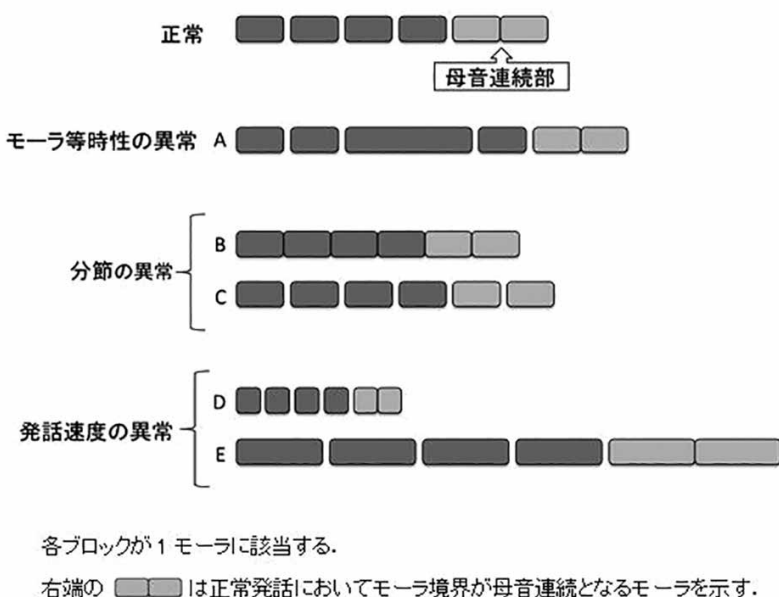 正常
母音連続部
モーラ等時性の異常 A
B
分節の異常
C
D
発話速度の異常
E
各ブロックが1モーラに該当する.
右端の は正常発話においてモーラ境界が母音連続となるモーラを示す.